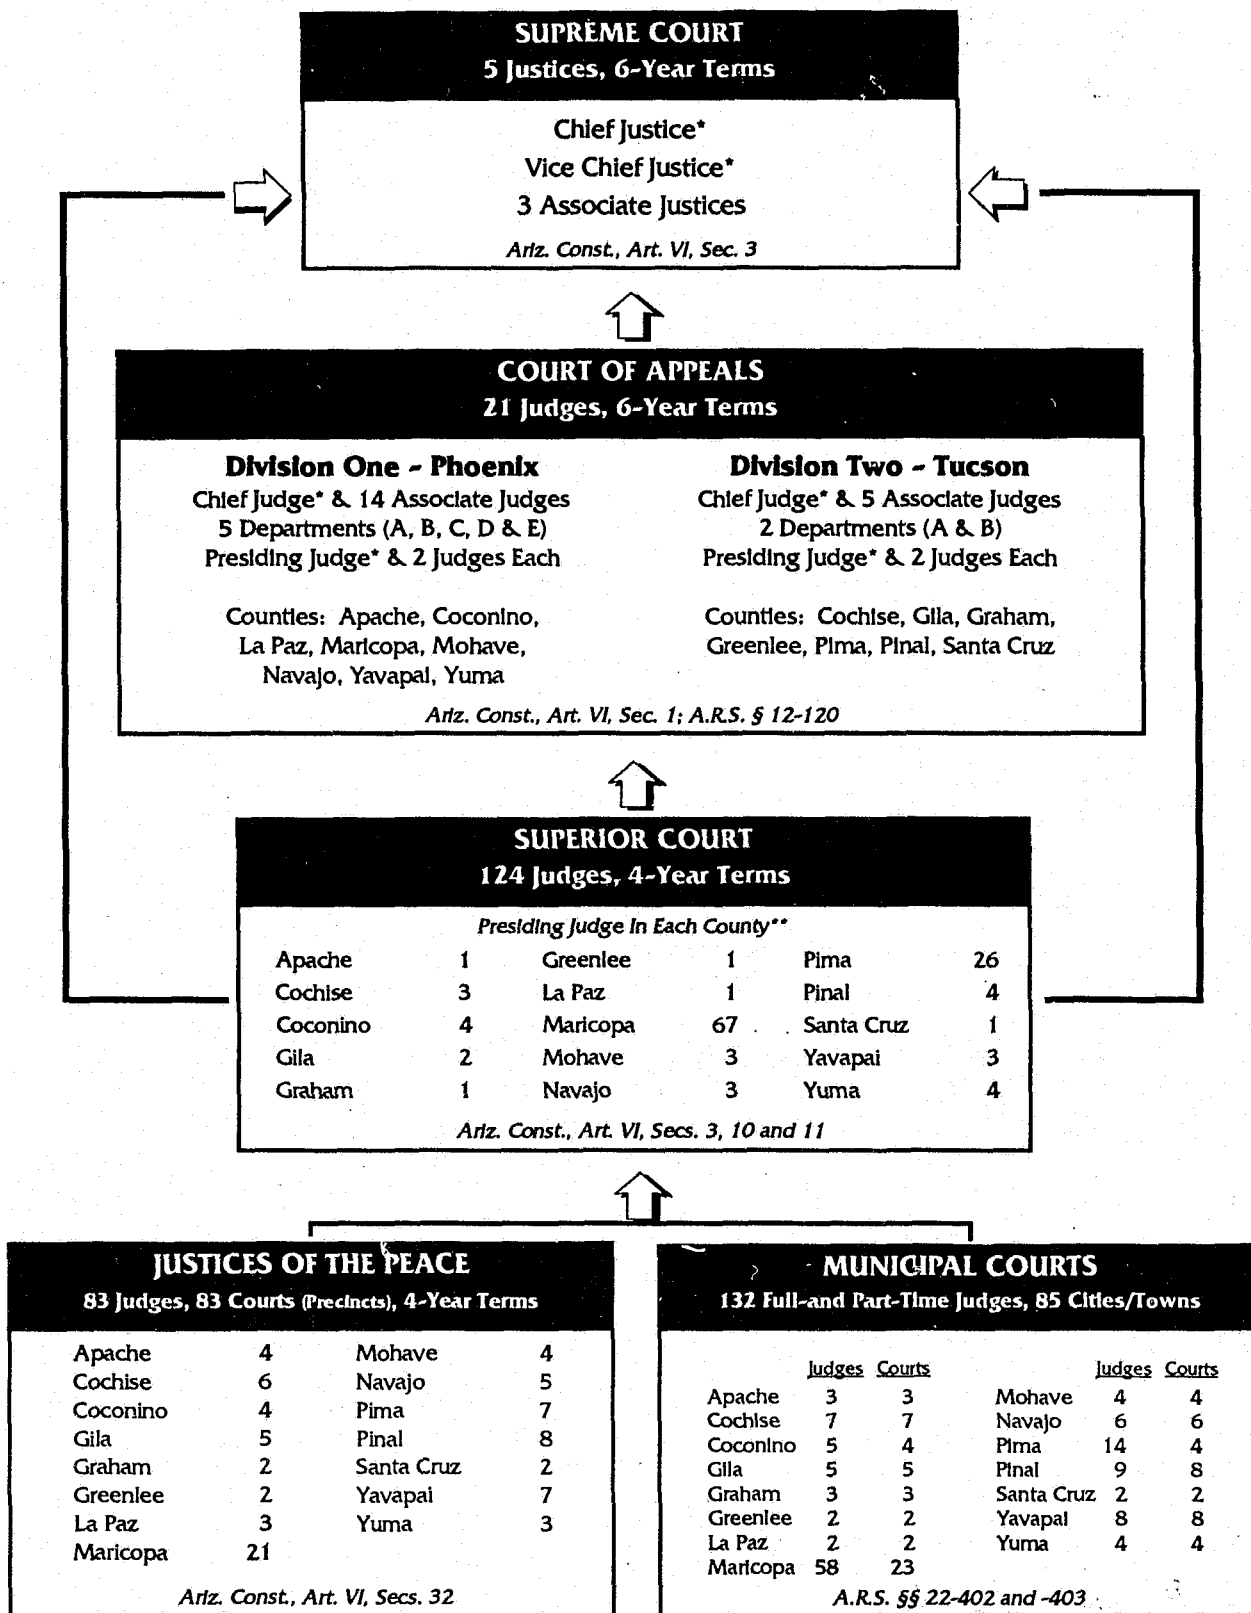 SUPREME COURT
5 Justices, 6-Year Terms
Chief Justice*
Vice Chief Justice*
3 Associate Justices
Ariz. Const., Art. VI, Sec. 3
COURT OF APPEALS
21 Judges, 6-Year Terms
Division One - Phoenix
Chief Judge* & 14 Associate Judges
5 Departments (A, B, C, D & E)
Presiding Judge* & 2 Judges Each
Counties: Apache, Coconino,
La Paz, Maricopa, Mohave,
Navajo, Yavapai, Yuma
Division Two - Tucson
Chief Judge* & 5 Associate Judges
2 Departments (A & B)
Presiding Judge* & 2 Judges Each
Counties: Cochise, Gila, Graham,
Greenlee, Pima, Pinal, Santa Cruz
Ariz. Const., Art. VI, Sec. 1; A.R.S. § 12-120
SUPERIOR COURT
124 Judges, 4-Year Terms
Presiding Judge in Each County**
Apache 1 Greenlee 1 Pima 26
Cochise 3 La Paz 1 Pinal 4
Coconino 4 Maricopa 67 Santa Cruz 1
Gila 2 Mohave 3 Yavapai 3
Graham 1 Navajo 3 Yuma 4
Ariz. Const., Art. VI, Secs. 3, 10 and 11
JUSTICES OF THE PEACE
83 Judges, 83 Courts (Precincts), 4-Year Terms
Apache 4 Mohave 4
Cochise 6 Navajo 5
Coconino 4 Pima 7
Gila 5 Pinal 8
Graham 2 Santa Cruz 2
Greenlee 2 Yavapai 7
La Paz 3 Yuma 3
Maricopa 21
Ariz. Const., Art. VI, Secs. 32
MUNICIPAL COURTS
132 Full-and Part-Time Judges, 85 Cities/Towns
Judges Courts Judges Courts
Apache 3 3 Mohave 4 4
Cochise 7 7 Navajo 6 6
Coconino 5 4 Pima 14 4
Gila 5 5 Pinal 9 8
Graham 3 3 Santa Cruz 2 2
Greenlee 2 2 Yavapai 8 8
La Paz 2 2 Yuma 4 4
Maricopa 58 23
A.R.S. §§ 22-402 and -403